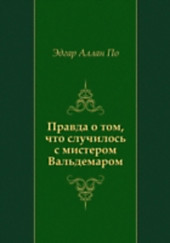 Эдгар Аллан По
Правда о том,
что случилось
с мистером
Вальдемаром